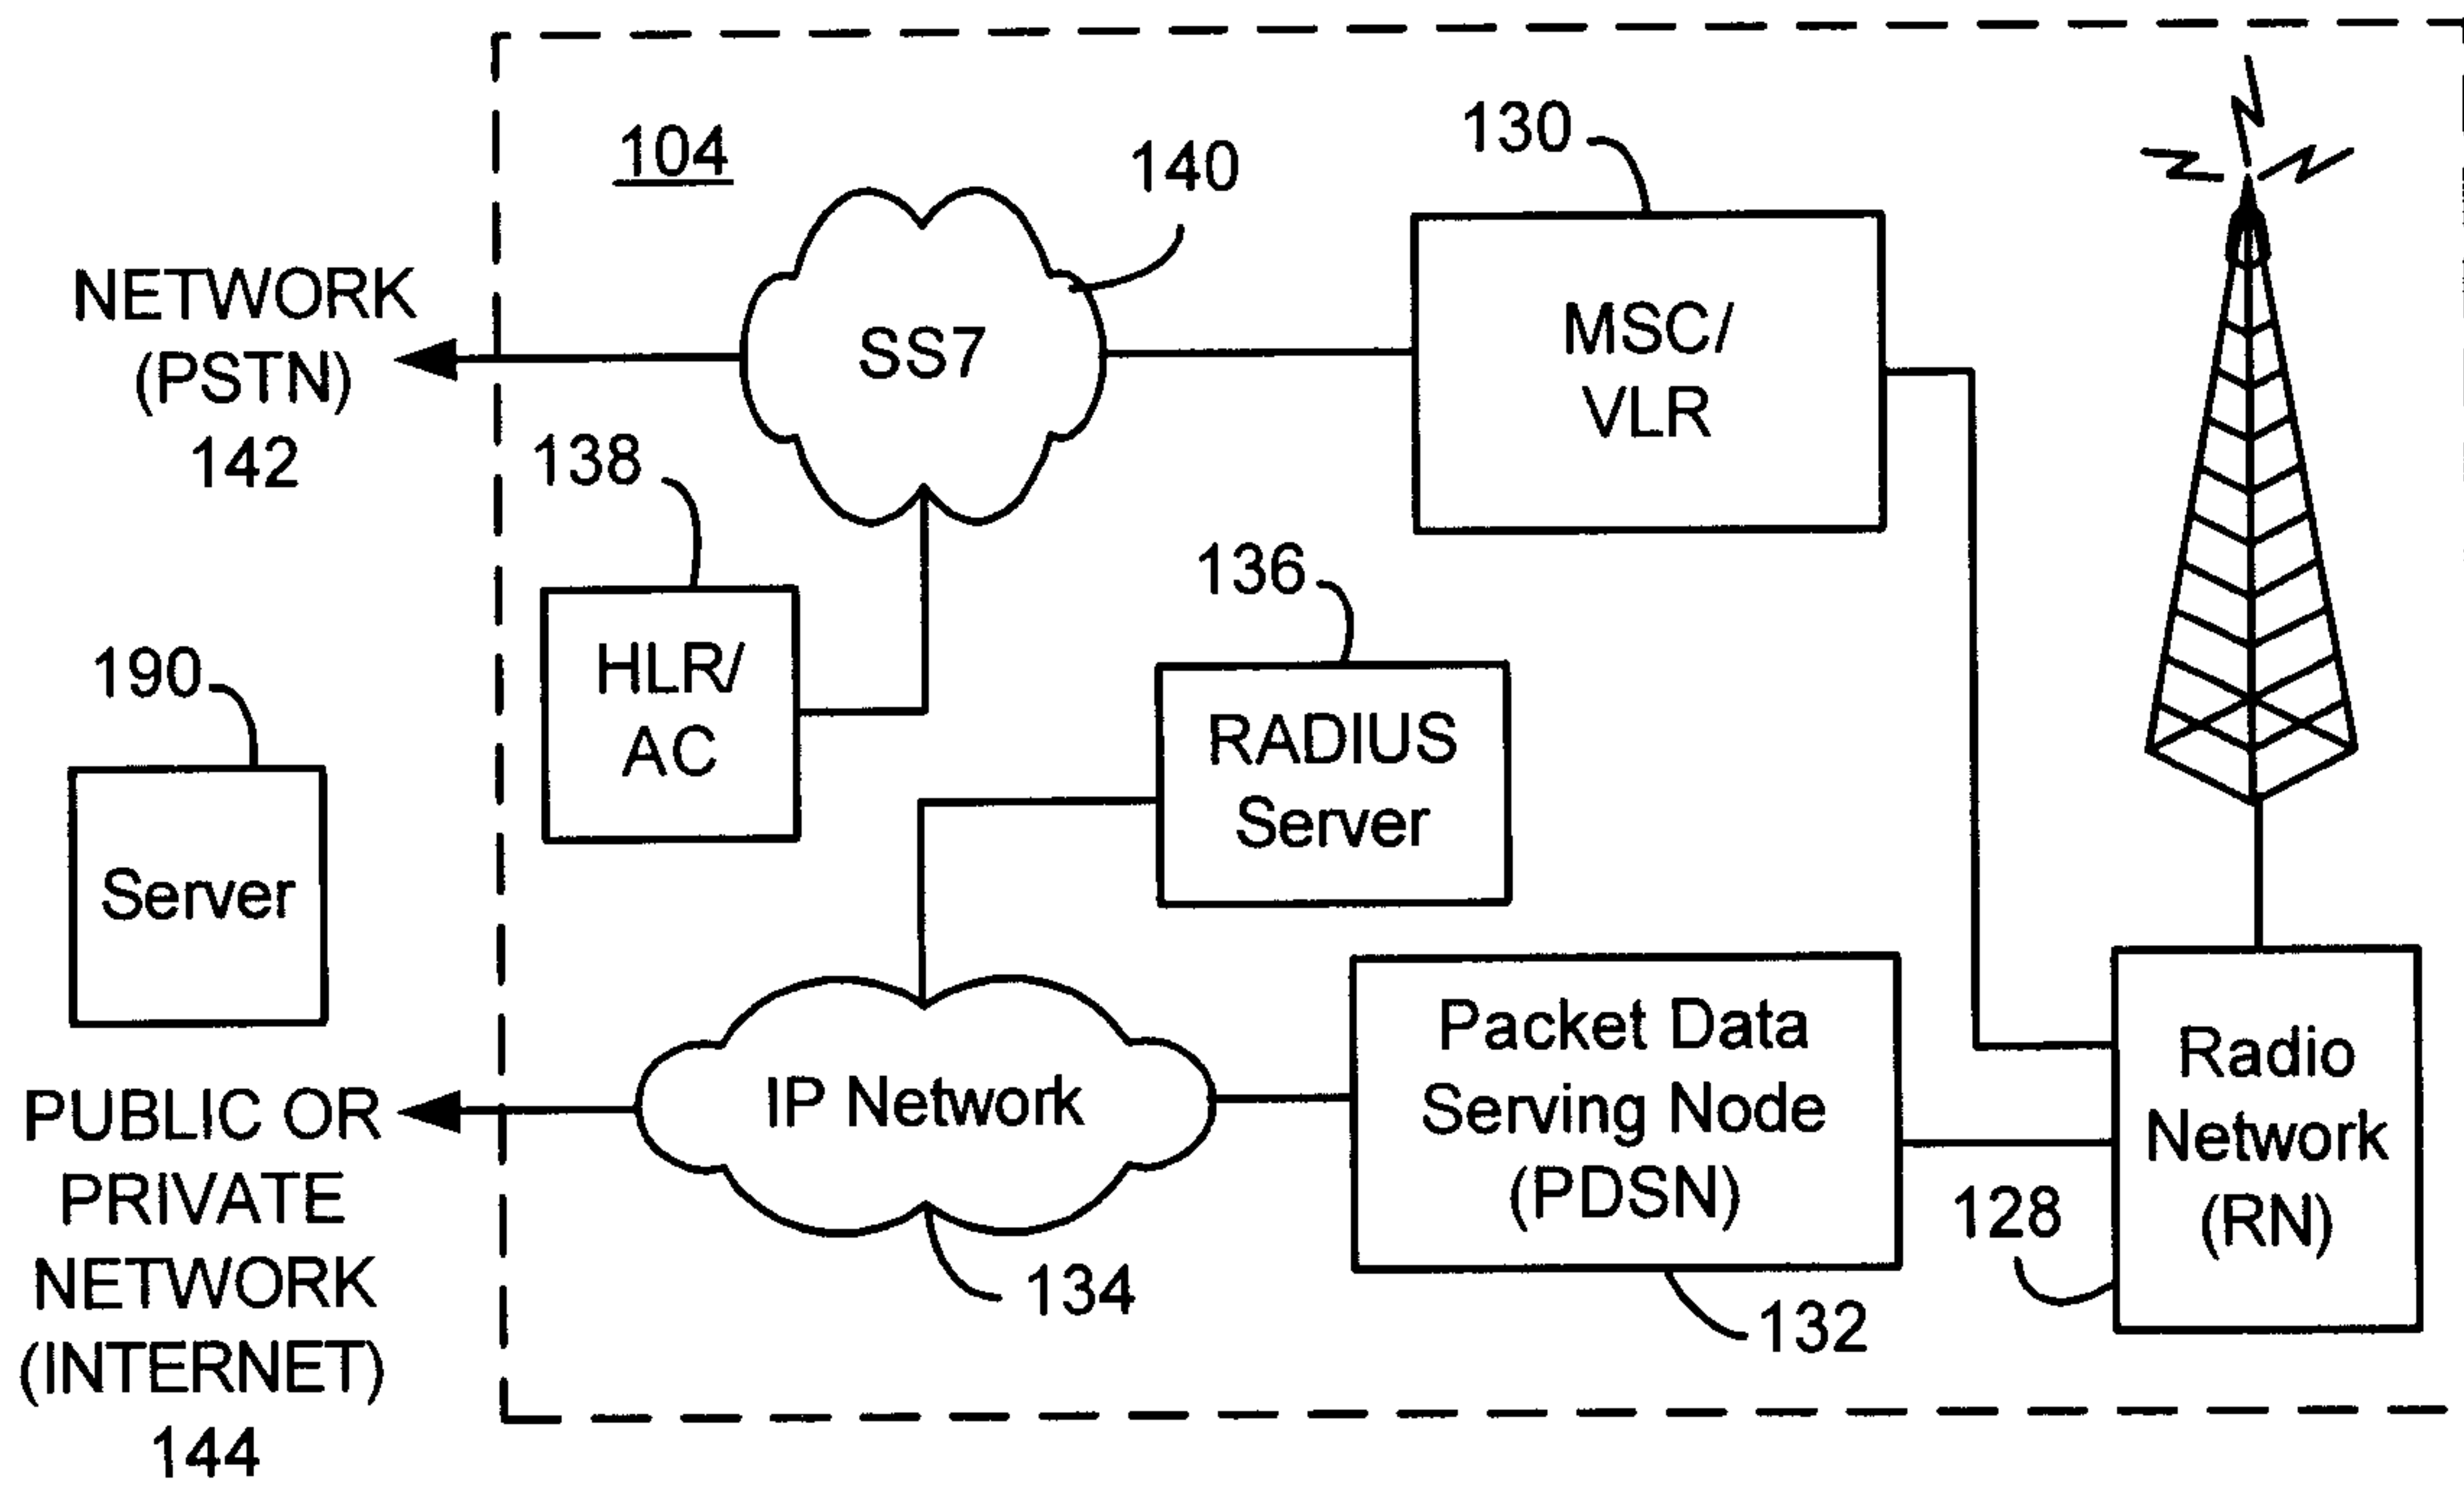 104
140
130
NETWORK
(PSTN)
142
SS7
MSC/
VLR
138
136
HLR/
AC
190
RADIUS
Server
Server
PUBLIC OR
PRIVATE
NETWORK
(INTERNET)
144
IP Network
134
Packet Data
Serving Node
(PDSN)
132
128
Radio
Network
(RN)